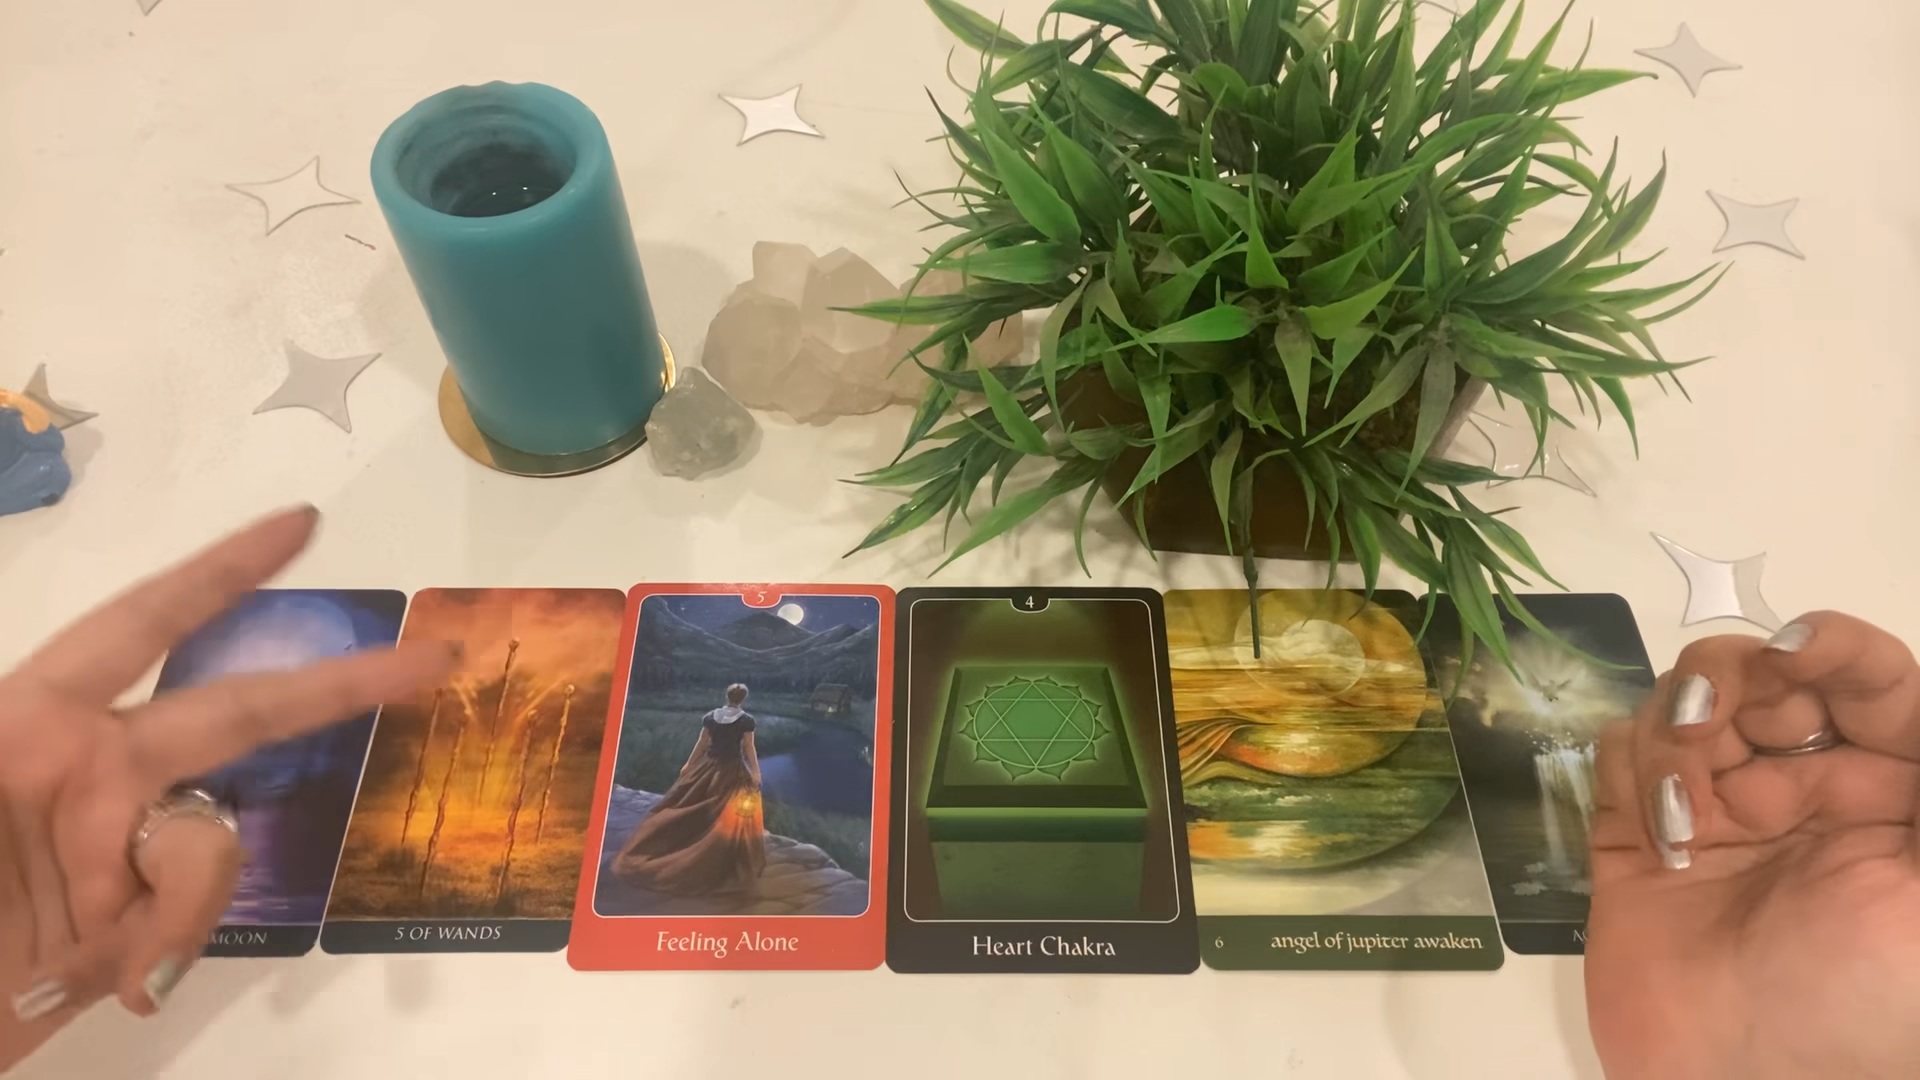 MOON
5 OF WANDS
5
Feeling Alone
4
Heart Chakra
6 angel of jupiter awaken